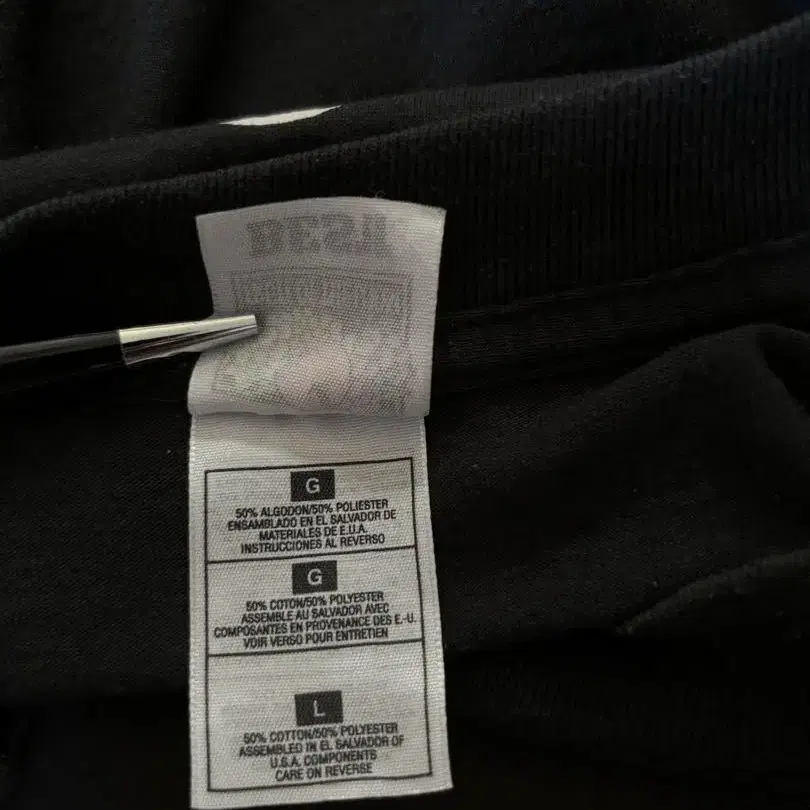 G
50% ALGODON/50% POLIESTER
ENSAMBLADO EN EL SALVADOR DE
MATERIALES DE E.U.A.
INSTRUCCIONES AL REVERSO
G
50% COTON/50% POLYESTER
ASSEMBLE AU SALVADOR AVEC
COMPOSANTES EN PROVENANCE DES E.-U.
VOIR VERSO POUR ENTRETIEN
L
50% COTTON/50% POLYESTER
ASSEMBLED IN EL SALVADOR OF
U.S.A. COMPONENTS
CARE ON REVERSE